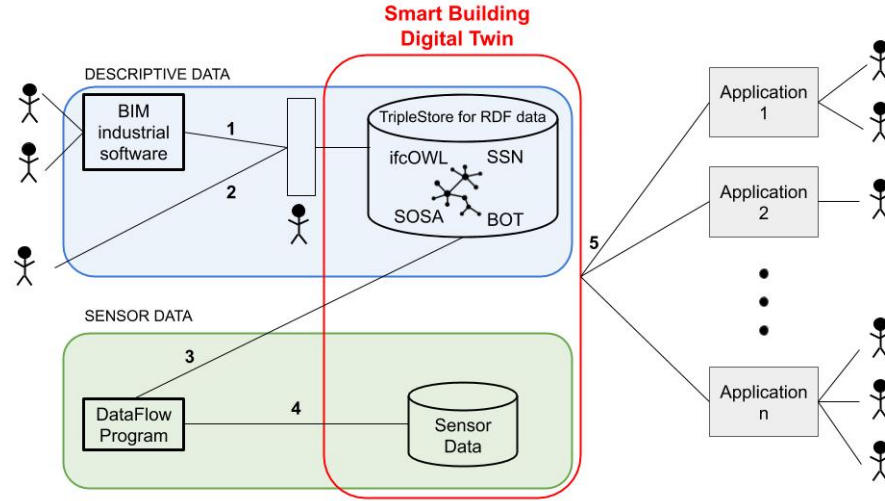 Smart Building
Digital Twin
DESCRIPTIVE DATA
BIM
industrial
software
1
2
TripleStore for RDF data
ifcOWL
SSN
SOSA
BOT
SENSOR DATA
3
DataFlow
Program
4
Sensor
Data
5
Application
1
Application
2
Application
n